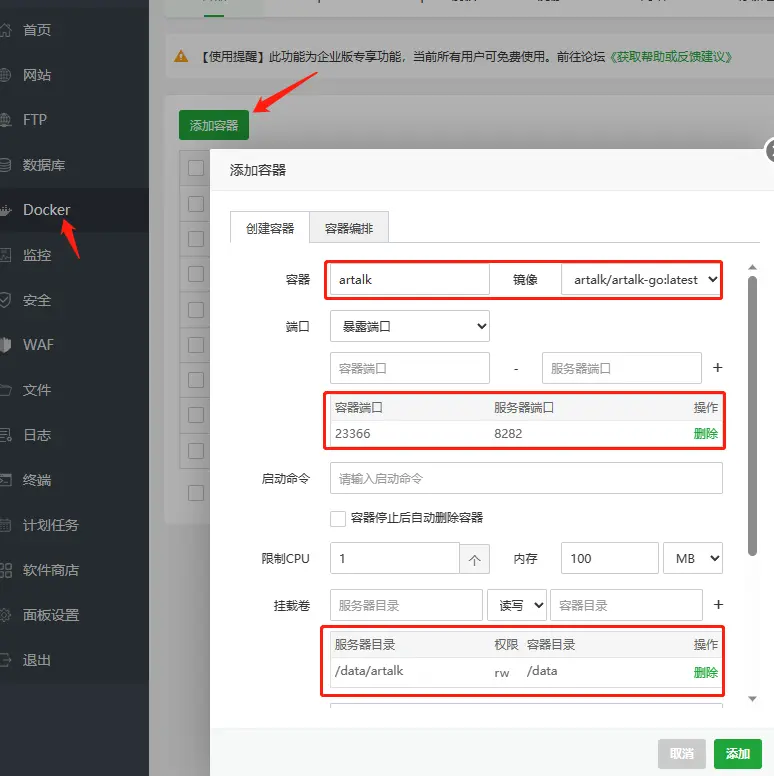 首页
网站
FTP
数据库
Docker
监控
安全
WAF
文件
日志
终端
计划任务
软件商店
面板设置
退出
【使用提醒】此功能为企业版专享功能，当前所有用户可免费使用。前往论坛《获取帮助或反馈建议》
添加容器
添加容器
创建容器 容器编排
容器 artalk 镜像 artalk/artalk-go:latest
端口 暴露端口
容器端口 - 服务器端口 +
容器端口 服务器端口 操作
23366 8282 删除
启动命令 请输入启动命令
容器停止后自动删除容器
限制CPU 1 个 内存 100 MB
挂载卷 服务器目录 读写 容器目录 +
服务器目录 权限 容器目录 操作
/data/artalk rw /data 删除
取消 添加